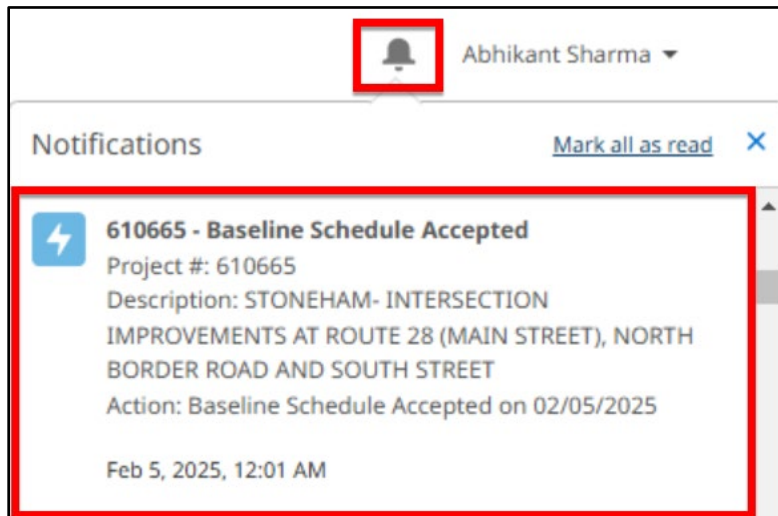 Abhikant Sharma
Notifications
Mark all as read
610665 - Baseline Schedule Accepted
Project #: 610665
Description: STONEHAM- INTERSECTION
IMPROVEMENTS AT ROUTE 28 (MAIN STREET), NORTH
BORDER ROAD AND SOUTH STREET
Action: Baseline Schedule Accepted on 02/05/2025
Feb 5, 2025, 12:01 AM